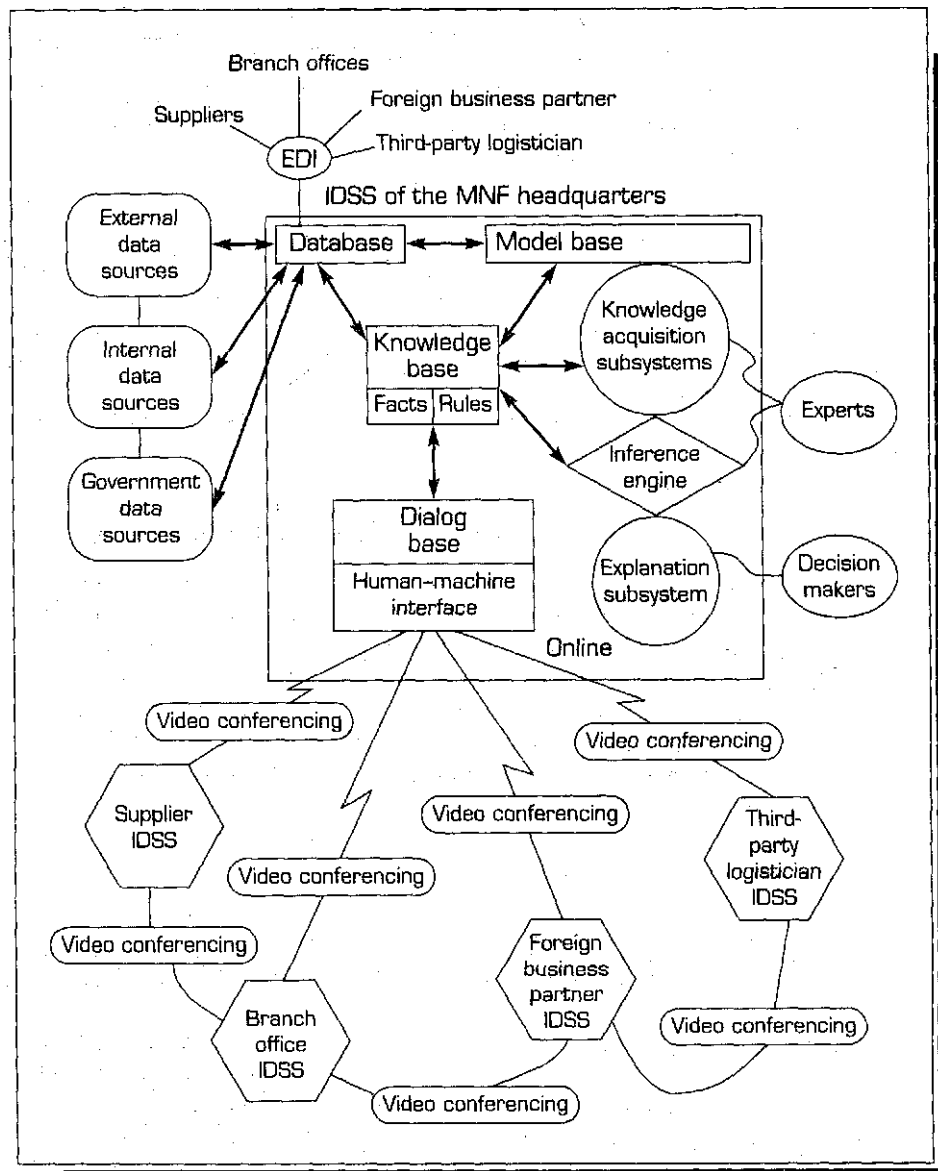 Branch offices
Suppliers
Foreign business partner
EDI
Third-party logistician
IDSS of the MNF headquarters
External
data
sources
Database
Model base
Internal
data
sources
Knowledge
base
Facts
Rules
Knowledge
acquisition
subsystems
Experts
Government
data
sources
Inference
engine
Dialog
base
Human-machine
interface
Explanation
subsystem
Decision
makers
Online
Video conferencing
Video conferencing
Supplier
IDSS
Video conferencing
Video conferencing
Third-
party
logistician
IDSS
Video conferencing
Foreign
business
partner
IDSS
Branch
office
IDSS
Video conferencing
Video conferencing